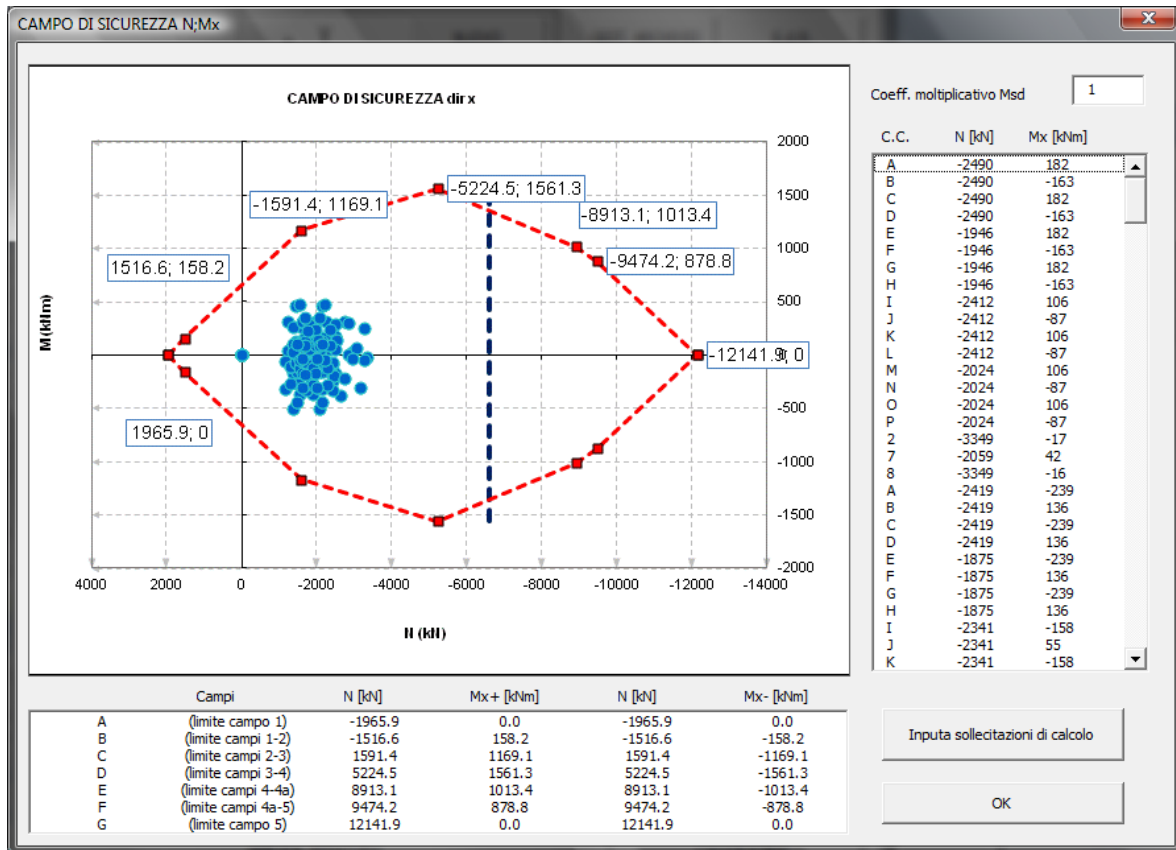 CAMPO DI SICUREZZA N;Mx
CAMPO DI SICUREZZA dir x
2000
1500
1000
500
-500
-1000
-1500
-2000
-5224.5; 1561.3
-1591.4; 1169.1
-8913.1; 1013.4
1516.6; 158.2
-9474.2; 878.8
-12141.9; 0
1965.9; 0
M(kNm)
4000 2000 0 -2000 -4000 -6000 -8000 -10000 -12000 -14000
N (kN)
Coeff. moltiplicativo Msd 1
C.C. N [kN] Mx [kNm]
A -2490 182
B -2490 -163
C -2490 182
D -2490 -163
E -1946 182
F -1946 -163
G -1946 182
H -1946 -163
I -2412 106
J -2412 -87
K -2412 106
L -2412 -87
M -2024 106
N -2024 -87
O -2024 106
P -2024 -87
2 -3349 -17
7 -2059 42
8 -3349 -16
A -2419 -239
B -2419 136
C -2419 -239
D -2419 136
E -1875 -239
F -1875 136
G -1875 -239
H -1875 136
I -2341 -158
J -2341 55
K -2341 -158
Campi N [kN] Mx+ [kNm] N [kN] Mx- [kNm]
A (limite campo 1) -1965.9 0.0 -1965.9 0.0
B (limite campi 1-2) -1516.6 158.2 -1516.6 -158.2
C (limite campi 2-3) 1591.4 1169.1 1591.4 -1169.1
D (limite campi 3-4) 5224.5 1561.3 5224.5 -1561.3
E (limite campi 4-4a) 8913.1 1013.4 8913.1 -1013.4
F (limite campi 4a-5) 9474.2 878.8 9474.2 -878.8
G (limite campo 5) 12141.9 0.0 12141.9 0.0
Inputa sollecitazioni di calcolo
OK